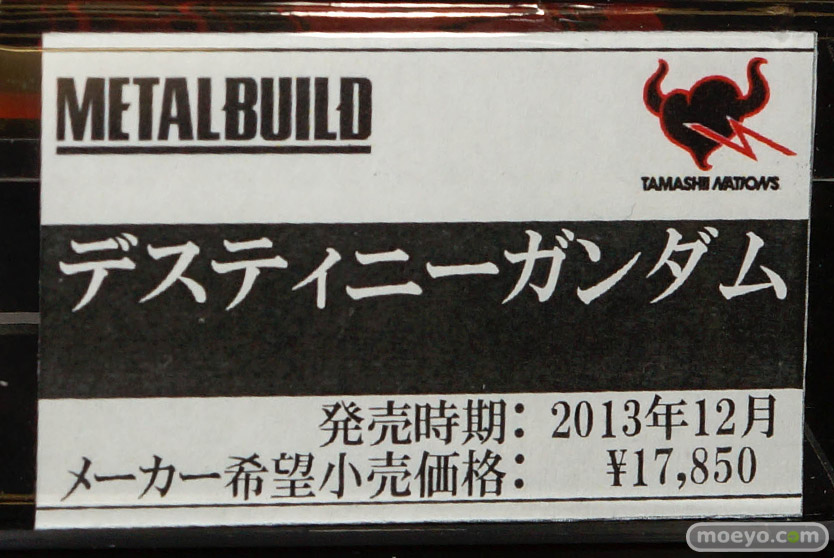 METAL BUILD
TAMASHII NATIONS
デスティニーガンダム
発売時期：2013年12月
メーカー希望小売価格：¥17,850
moeyo.com